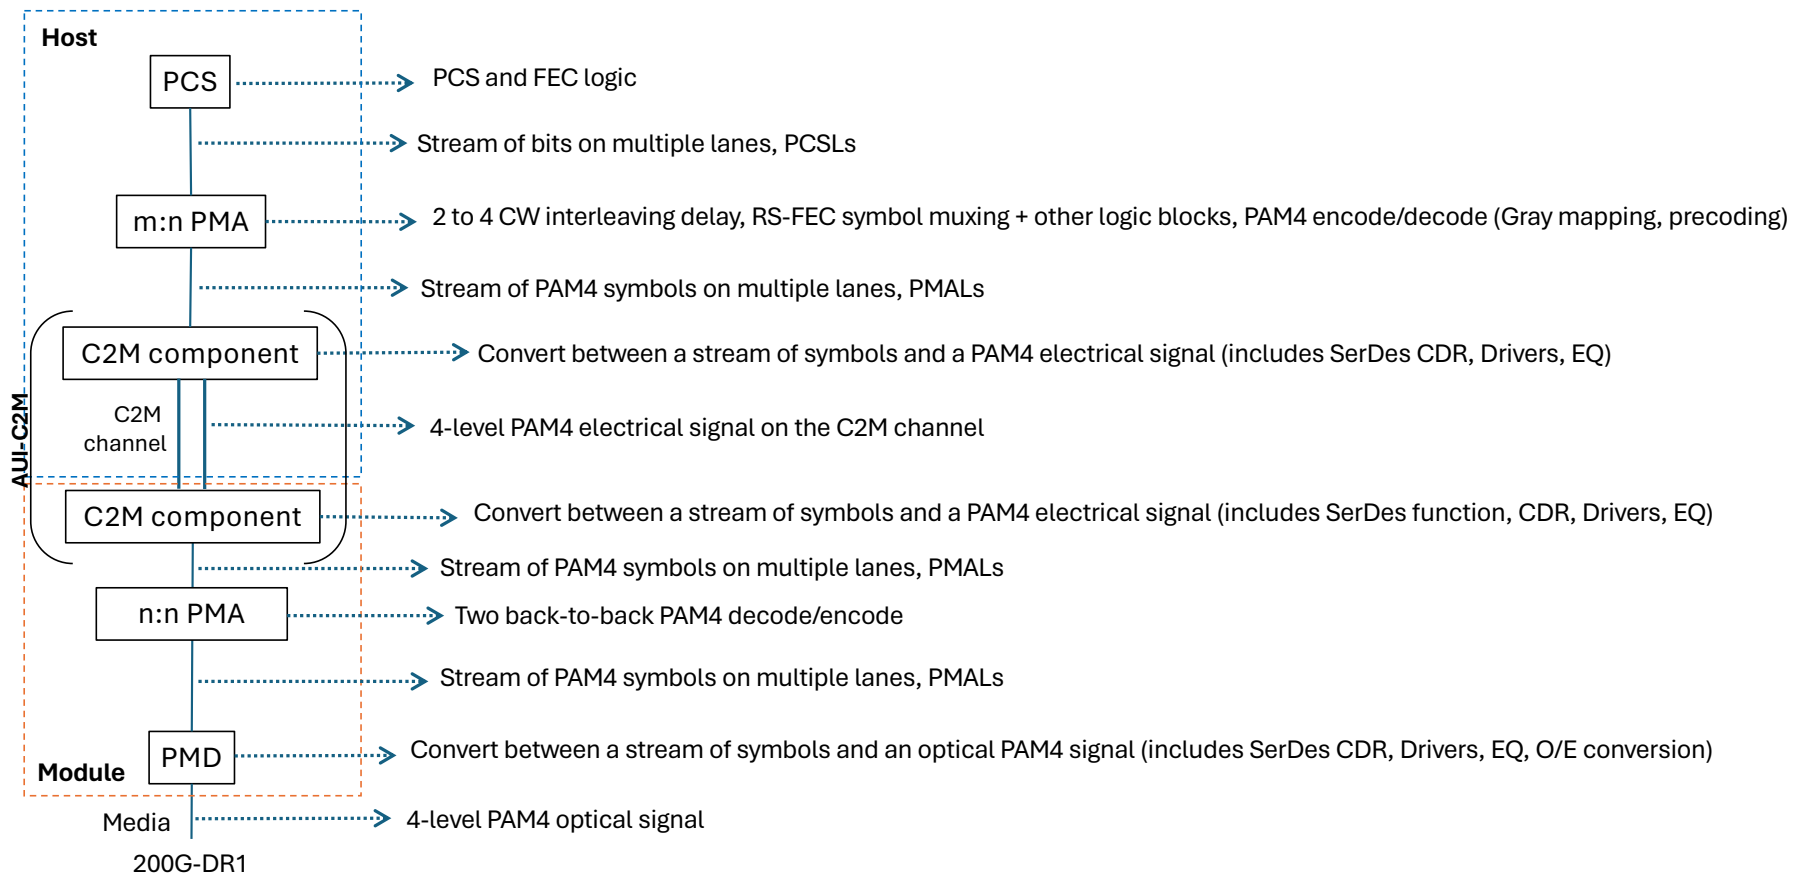 Host
PCS
PCS and FEC logic
Stream of bits on multiple lanes, PCSLs
m:n PMA
2 to 4 CW interleaving delay, RS-FEC symbol muxing + other logic blocks, PAM4 encode/decode (Gray mapping, precoding)
Stream of PAM4 symbols on multiple lanes, PMALs
C2M component
Convert between a stream of symbols and a PAM4 electrical signal (includes SerDes CDR, Drivers, EQ)
AUI-C2M
C2M
channel
4-level PAM4 electrical signal on the C2M channel
C2M component
Convert between a stream of symbols and a PAM4 electrical signal (includes SerDes function, CDR, Drivers, EQ)
Stream of PAM4 symbols on multiple lanes, PMALs
n:n PMA
Two back-to-back PAM4 decode/encode
Stream of PAM4 symbols on multiple lanes, PMALs
PMD
Convert between a stream of symbols and an optical PAM4 signal (includes SerDes CDR, Drivers, EQ, O/E conversion)
Module
Media
4-level PAM4 optical signal
200G-DR1